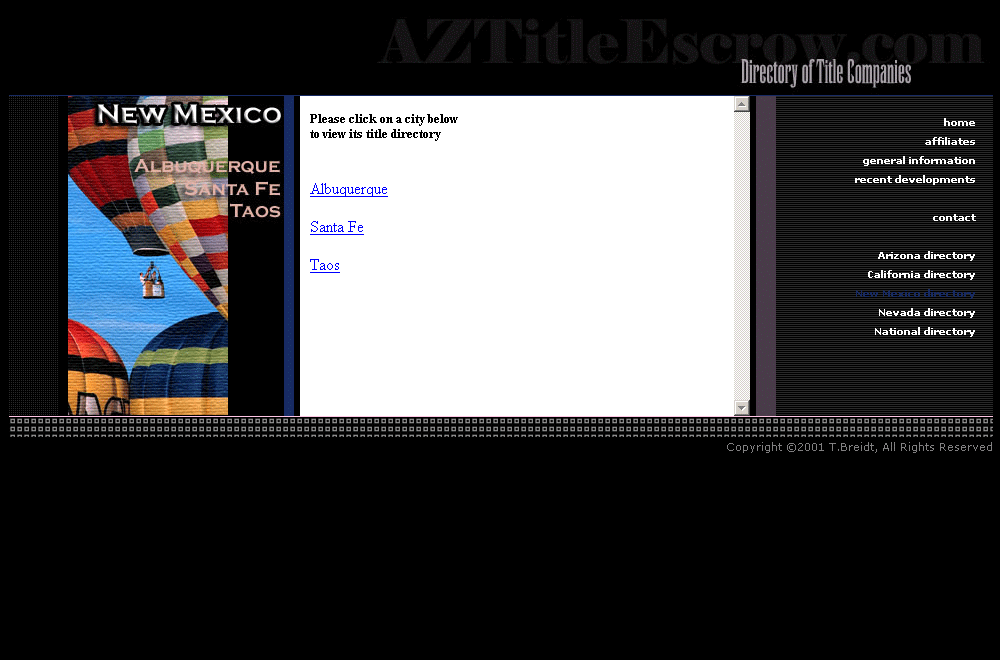 AZTitleEscrow.com
Directory of Title Companies
New Mexico
Albuquerque
Santa Fe
Taos
Please click on a city below
to view its title directory
Albuquerque
Santa Fe
Taos
home
affiliates
general information
recent developments
contact
Arizona directory
California directory
New Mexico directory
Nevada directory
National directory
Copyright ©2001 T.Breidt, All Rights Reserved